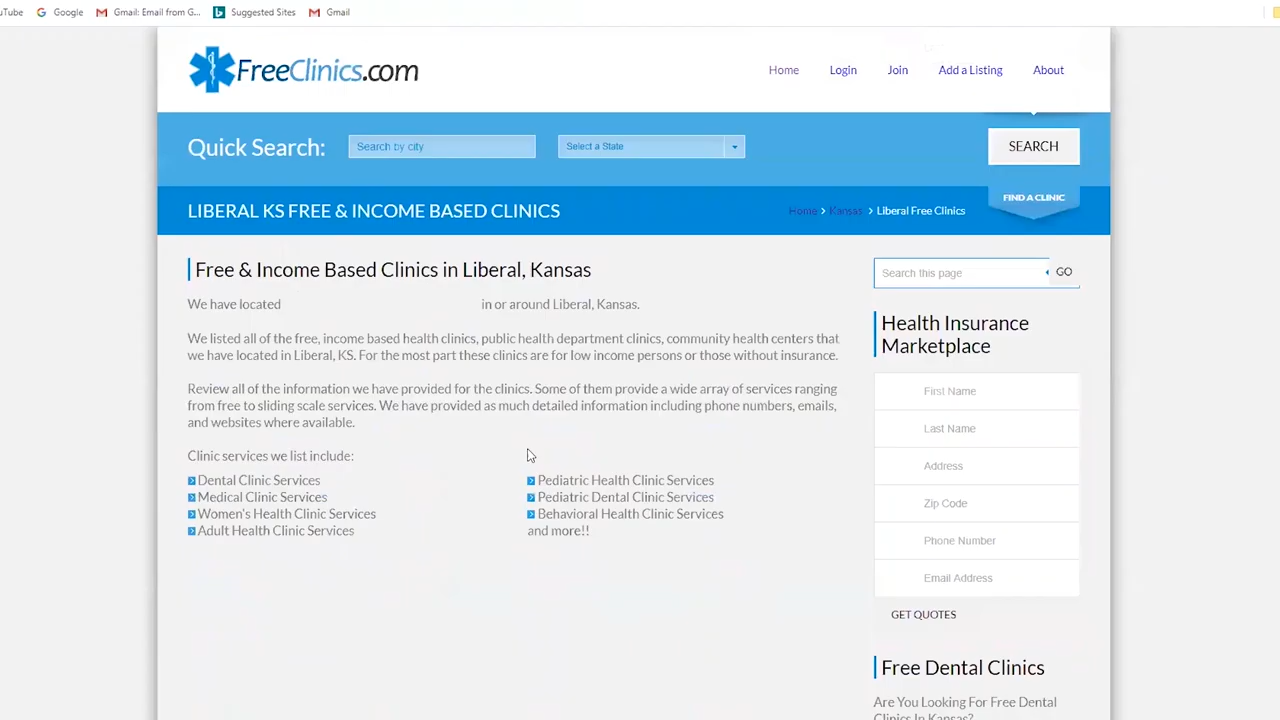 uTube Google Gmail: Email from G... Suggested Sites Gmail
FreeClinics.com
Home Login Join Add a Listing About
Quick Search: Search by city Select a State SEARCH
FIND A CLINIC
LIBERAL KS FREE & INCOME BASED CLINICS
Home > Kansas > Liberal Free Clinics
Free & Income Based Clinics in Liberal, Kansas
We have located in or around Liberal, Kansas.
We listed all of the free, income based health clinics, public health department clinics, community health centers that
we have located in Liberal, KS. For the most part these clinics are for low income persons or those without insurance.
Review all of the information we have provided for the clinics. Some of them provide a wide array of services ranging
from free to sliding scale services. We have provided as much detailed information including phone numbers, emails,
and websites where available.
Clinic services we list include:
Dental Clinic Services
Medical Clinic Services
Women's Health Clinic Services
Adult Health Clinic Services
Pediatric Health Clinic Services
Pediatric Dental Clinic Services
Behavioral Health Clinic Services
and more!!
Search this page GO
Health Insurance
Marketplace
First Name
Last Name
Address
Zip Code
Phone Number
Email Address
GET QUOTES
Free Dental Clinics
Are You Looking For Free Dental
Clinics In Kansas?